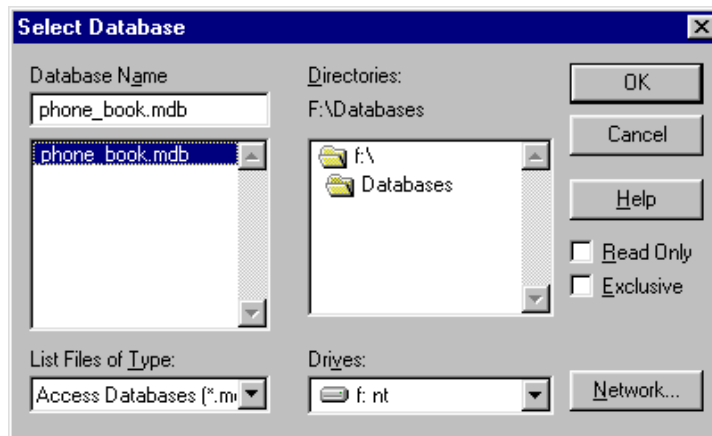 Select Database
Database Name
phone_book.mdb
phone_book.mdb
List Files of Type:
Access Databases (*.m
Directories:
F:\Databases
f:\
Databases
Drives:
f: nt
OK
Cancel
Help
Read Only
Exclusive
Network...